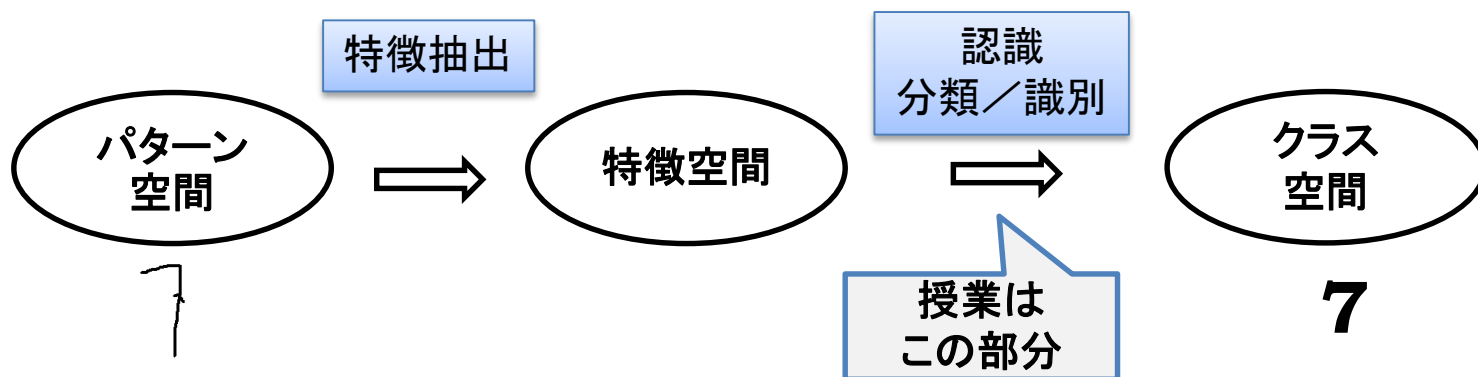 特徴抽出
認識
分類／識別
パターン
空間
特徴空間
クラス
空間
7
授業は
この部分
7